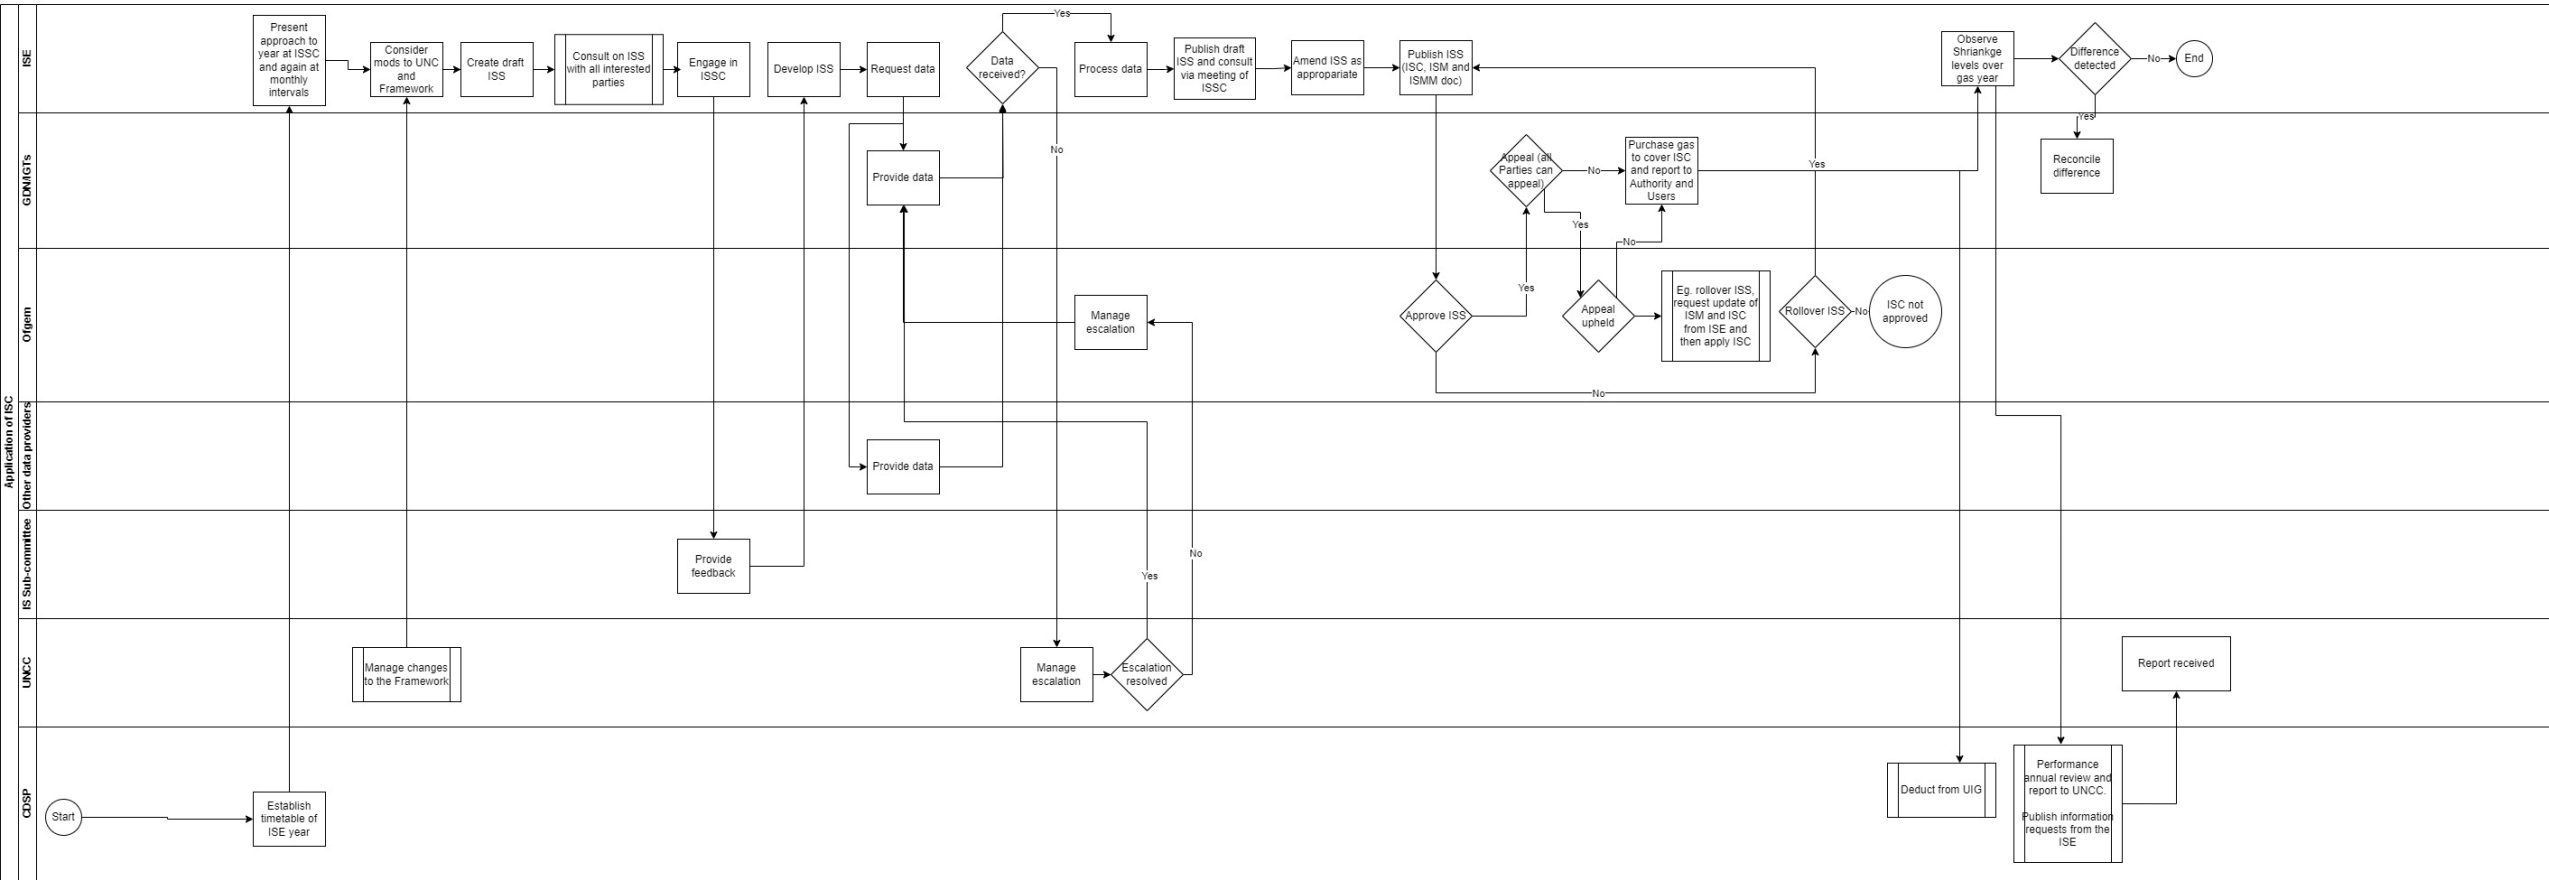 Application of ISC
ISE
Present
approach to
year at ISSC
and again at
monthly
intervals
Consider
mods to UNC
and
Framework
Create draft
ISS
Consult on ISS
with all interested
parties
Engage in
ISSC
Develop ISS
Request data
Data
received?
Yes
No
Process data
Publish draft
ISS and consult
via meeting of
ISSC
Amend ISS as
appropariate
Publish ISS
(ISC, ISM and
ISMM doc)
Observe
Shriankge
levels over
gas year
Difference
detected
No
End
Yes
GDN/IGTs
Provide data
Appeal (all
Parties can
appeal)
No
Yes
Purchase gas
to cover ISC
and report to
Authority and
Users
No
Yes
Reconcile
difference
Ofgem
Manage
escalation
Approve ISS
Yes
No
Appeal
upheld
Eg. rollover ISS,
request update of
ISM and ISC
from ISE and
then apply ISC
Rollover ISS
No
ISC not
approved
Other data providers
Provide data
IS Sub-committee
Provide
feedback
Yes
No
UNCC
Manage changes
to the Framework
Manage
escalation
Escalation
resolved
Report received
CDSP
Start
Establish
timetable of
ISE year
Deduct from UIG
Performance
annual review and
report to UNCC.
Publish information
requests from the
ISE